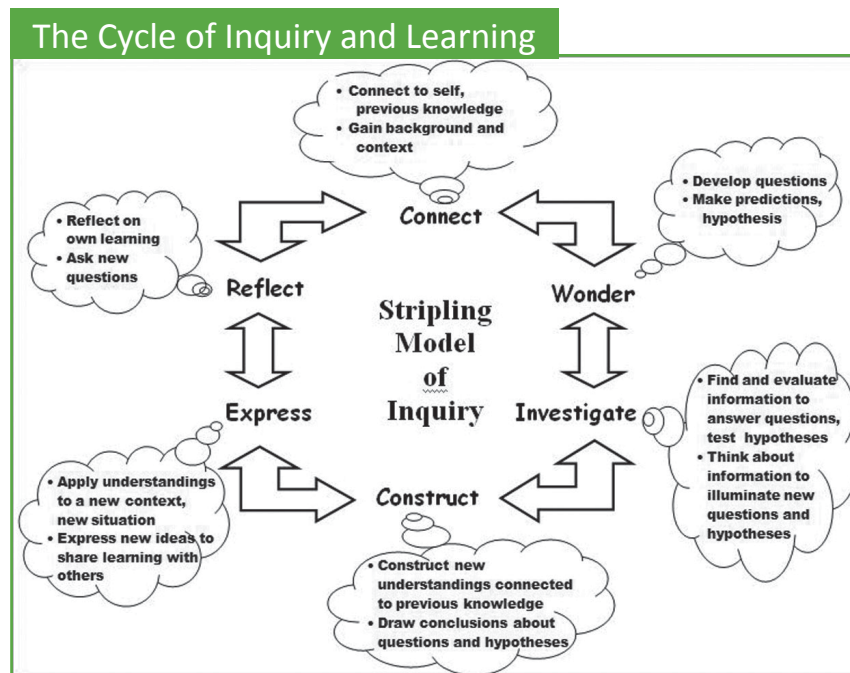 The Cycle of Inquiry and Learning
• Connect to self,
previous knowledge
• Gain background and
context
Connect
• Develop questions
• Make predictions,
hypothesis
Wonder
• Reflect on
own learning
• Ask new
questions
Reflect
Stripling
Model
of
Inquiry
Express
Investigate
• Find and evaluate
information to
answer questions,
test hypotheses
• Think about
information to
illuminate new
questions and
hypotheses
• Apply understandings
to a new context,
new situation
• Express new ideas to
share learning with
others
Construct
• Construct new
understandings connected
to previous knowledge
• Draw conclusions about
questions and hypotheses